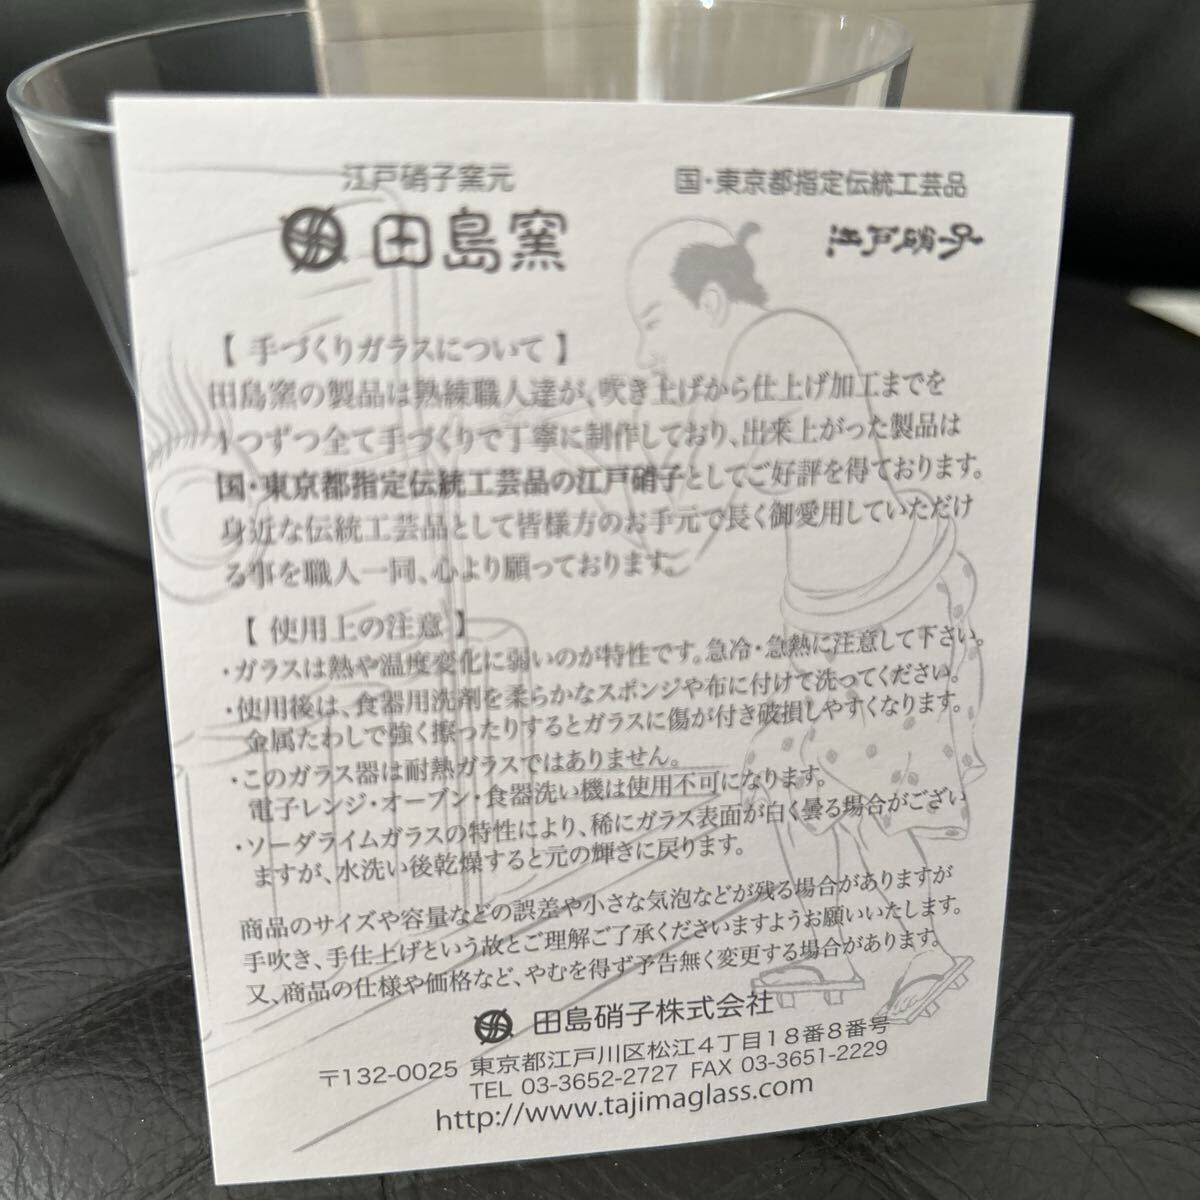 江戸硝子窯元
田島窯
国・東京都指定伝統工芸品
江戸硝子
【 手づくりガラスについて 】
田島窯の製品は熟練職人達が、吹き上げから仕上げ加工までを
1つずつ全て手づくりで丁寧に制作しており、出来上がった製品は
国・東京都指定伝統工芸品の江戸硝子としてご好評を得ております。
身近な伝統工芸品として皆様方のお手元で長く御愛用していただけ
る事を職人一同、心より願っております。
【 使用上の注意 】
・ガラスは熱や温度変化に弱いのが特性です。急冷・急熱に注意して下さい。
・使用後は、食器用洗剤を柔らかなスポンジや布に付けて洗ってください。
金属たわしで強く擦ったりするとガラスに傷が付き破損しやすくなります。
・このガラス器は耐熱ガラスではありません。
電子レンジ・オーブン・食器洗い機は使用不可になります。
・ソーダライムガラスの特性により、稀にガラス表面が白く曇る場合がござい
ますが、水洗い後乾燥すると元の輝きに戻ります。
商品のサイズや容量などの誤差や小さな気泡などが残る場合がありますが
手吹き、手仕上げという故とご理解ご了承くださいますようお願いいたします。
又、商品の仕様や価格など、やむを得ず予告無く変更する場合があります。
田島硝子株式会社
〒132-0025 東京都江戸川区松江4丁目18番8番号
TEL 03-3652-2727 FAX 03-3651-2229
http://www.tajimaglass.com